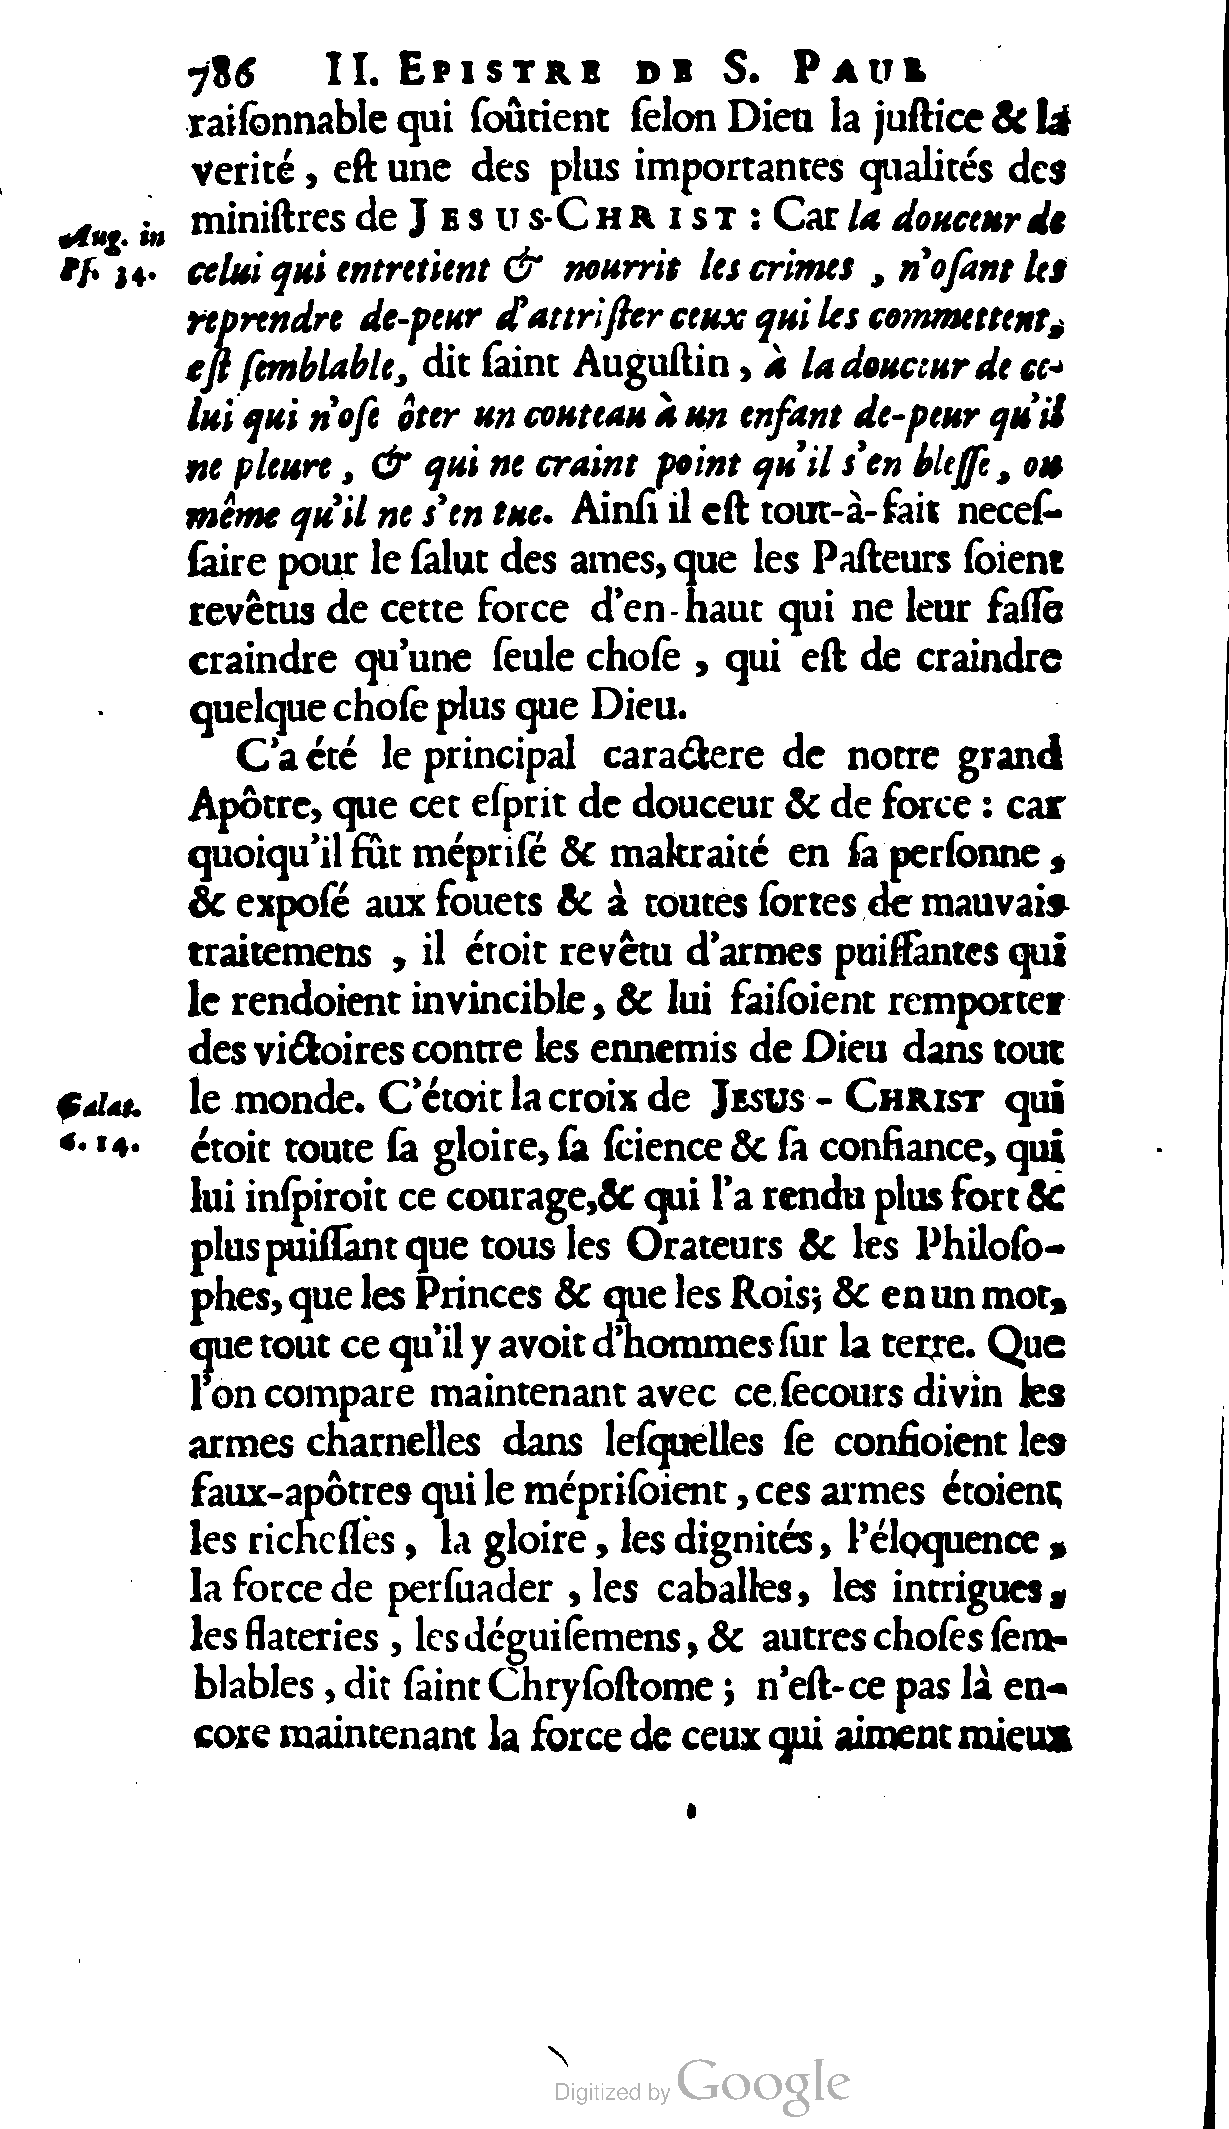 786 II. EPISTRE DE S. PAUL
raiſonnable qui ſoûtient ſelon Dieu la juſtice & la
verité, eſt une des plus importantes qualités des
miniſtres de JESUS-CHRIST : Car la douceur de
Aug. in
Pſ. 34.
celui qui entretient & nourrit les crimes, n'oſant les
reprendre de-peur d'attriſter ceux qui les commettent,
eſt ſemblable, dit ſaint Auguſtin, à la douceur de ce-
lui qui n'oſe ôter un couteau à un enfant de-peur qu'il
ne pleure, & qui ne craint point qu'il s'en bleſſe, ou
même qu'il ne s'en tue. Ainſi il eſt tout-à-fait neceſ-
ſaire pour le ſalut des ames, que les Paſteurs ſoient
revêtus de cette force d'en-haut qui ne leur faſſe
craindre qu'une ſeule choſe, qui eſt de craindre
quelque choſe plus que Dieu.
C'a été le principal caractere de notre grand
Apôtre, que cet eſprit de douceur & de force : car
quoiqu'il fût mépriſé & maltraité en ſa perſonne,
& expoſé aux fouets & à toutes ſortes de mauvais
traitemens, il étoit revêtu d'armes puiſſantes qui
le rendoient invincible, & lui faiſoient remporter
des victoires contre les ennemis de Dieu dans tout
Galat.
6. 14.
le monde. C'étoit la croix de JESUS-CHRIST qui
étoit toute ſa gloire, ſa ſcience & ſa confiance, qui
lui inſpiroit ce courage, & qui l'a rendu plus fort &
plus puiſſant que tous les Orateurs & les Philoſo-
phes, que les Princes & que les Rois; & en un mot,
que tout ce qu'il y avoit d'hommes ſur la terre. Que
l'on compare maintenant avec ce ſecours divin les
armes charnelles dans leſquelles ſe confioient les
faux-apôtres qui le mépriſoient, ces armes étoient
les richeſſes, la gloire, les dignités, l'éloquence,
la force de perſuader, les caballes, les intrigues,
les flateries, les déguiſemens, & autres choſes ſem-
blables, dit ſaint Chryſoſtome ; n'eſt-ce pas là en-
core maintenant la force de ceux qui aiment mieux
Digitized by Google